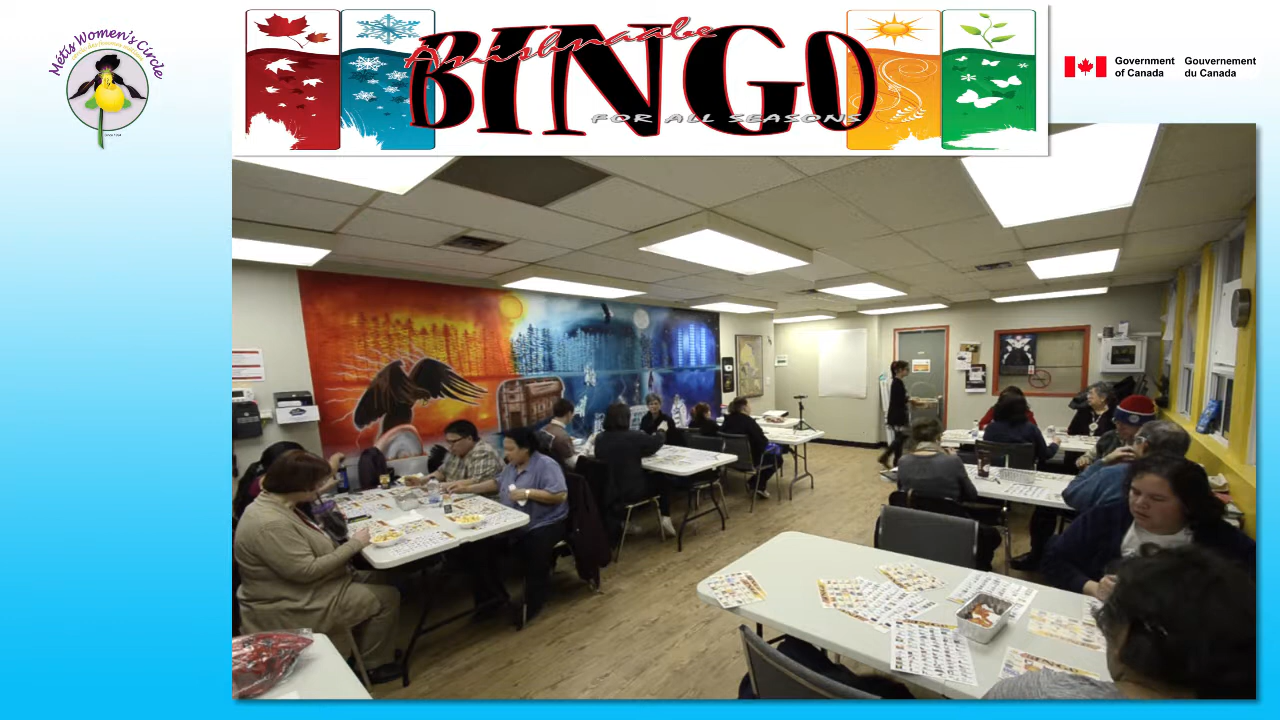 Métis Women's Circle
Anishnaabe
BINGO
FOR ALL SEASONS
Government
of Canada
Gouvernement
du Canada